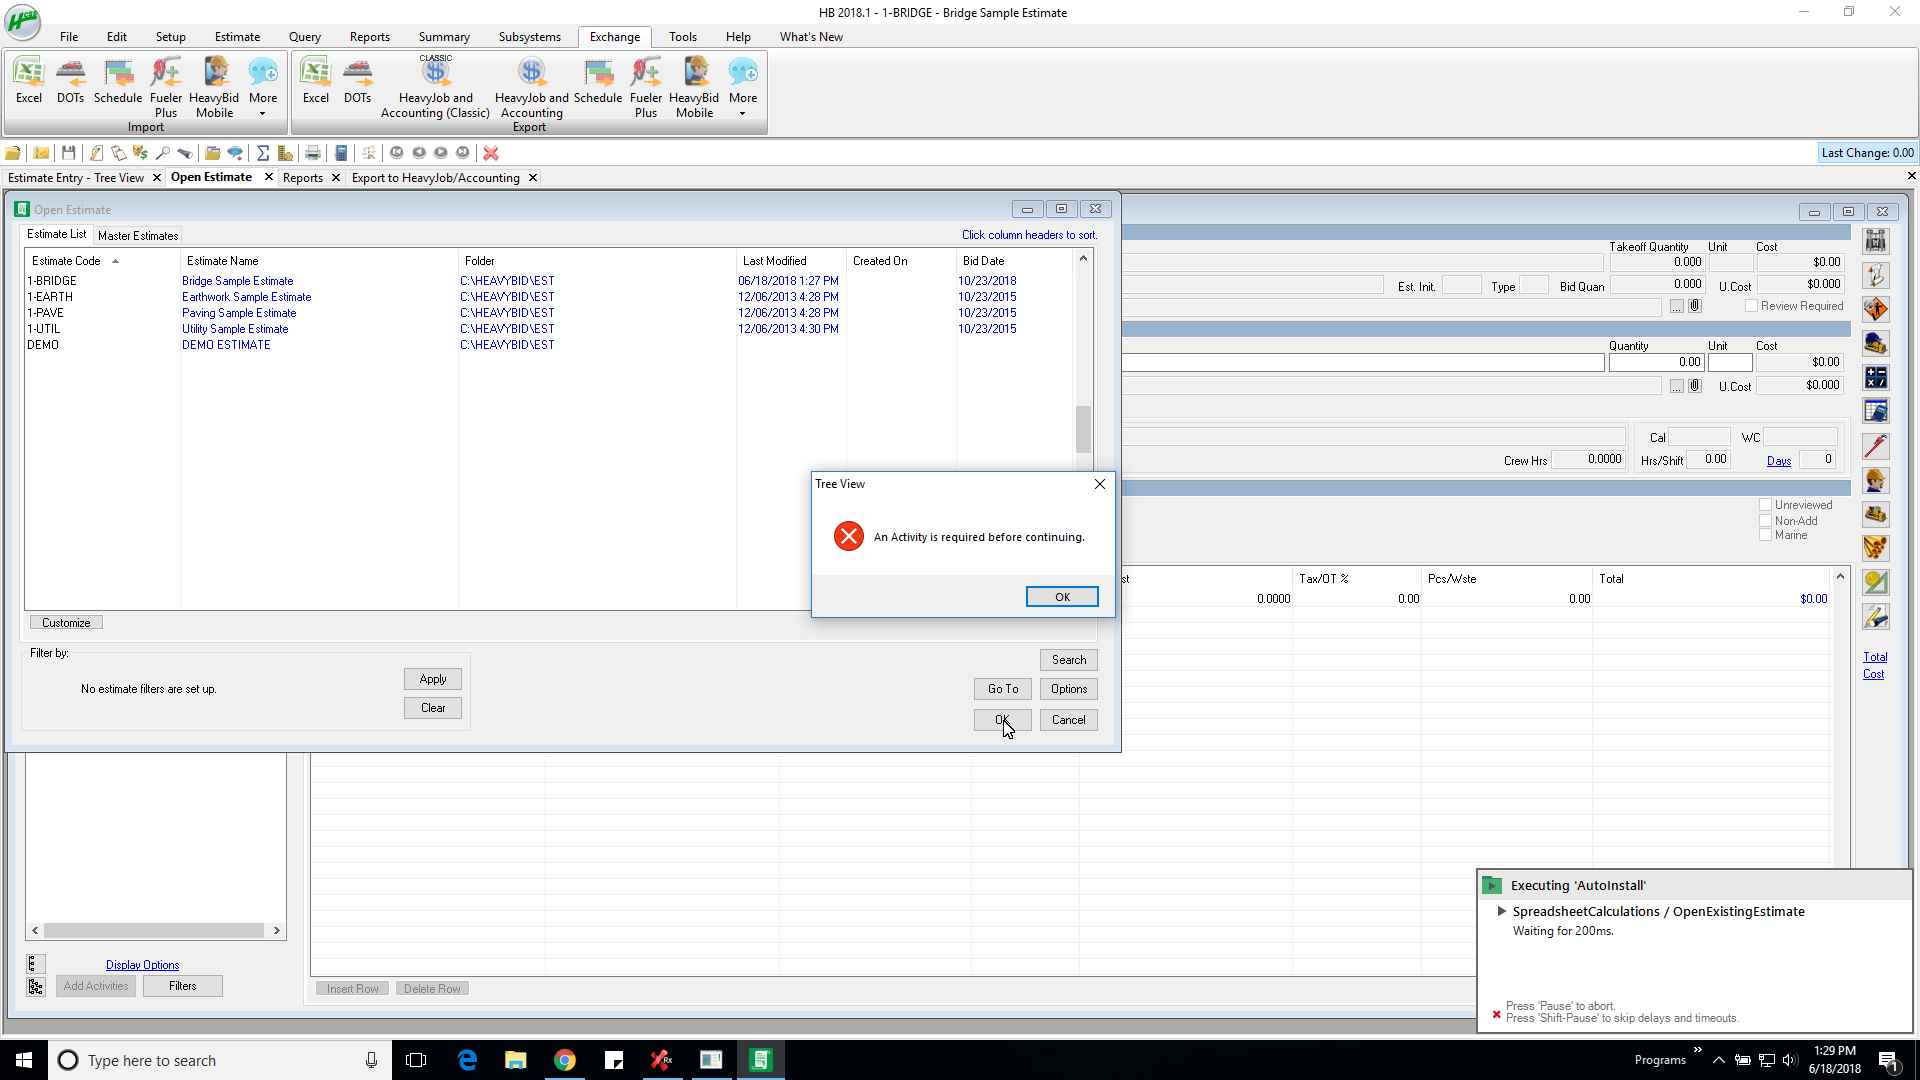 HB 2018.1 - 1-BRIDGE - Bridge Sample Estimate
File Edit Setup Estimate Query Reports Summary Subsystems Exchange Tools Help What's New
Excel DOTs Schedule Fueler Plus HeavyBid Mobile More
Import
Excel DOTs CLASSIC HeavyJob and Accounting (Classic) HeavyJob and Accounting Schedule Fueler Plus HeavyBid Mobile More
Export
Last Change: 0.00
Estimate Entry - Tree View Open Estimate Reports Export to HeavyJob/Accounting
Open Estimate
Estimate List Master Estimates Click column headers to sort.
Estimate Code Estimate Name Folder Last Modified Created On Bid Date
1-BRIDGE Bridge Sample Estimate C:\HEAVYBID\EST 06/18/2018 1:27 PM 10/23/2018
1-EARTH Earthwork Sample Estimate C:\HEAVYBID\EST 12/06/2013 4:28 PM 10/23/2015
1-PAVE Paving Sample Estimate C:\HEAVYBID\EST 12/06/2013 4:28 PM 10/23/2015
1-UTIL Utility Sample Estimate C:\HEAVYBID\EST 12/06/2013 4:30 PM 10/23/2015
DEMO DEMO ESTIMATE C:\HEAVYBID\EST
Customize
Filter by:
No estimate filters are set up.
Apply
Clear
Search
Go To Options
OK Cancel
Tree View
An Activity is required before continuing.
OK
Takeoff Quantity Unit Cost
0.000 $0.00
Est. Init. Type Bid Quan 0.000 U.Cost $0.000
... Review Required
Quantity Unit Cost
0.00 $0.00
... U.Cost $0.000
Cal WC
Crew Hrs 0.0000 Hrs/Shift 0.00 Days 0
Unreviewed
Non-Add
Marine
st Tax/OT % Pcs/Wste Total
0.0000 0.00 0.00 $0.00
Total
Cost
Display Options
Add Activities Filters
Insert Row Delete Row
Executing 'AutoInstall'
SpreadsheetCalculations / OpenExistingEstimate
Waiting for 200ms.
Press 'Pause' to abort.
Press 'Shift-Pause' to skip delays and timeouts.
Type here to search
Programs
1:29 PM
6/18/2018
1